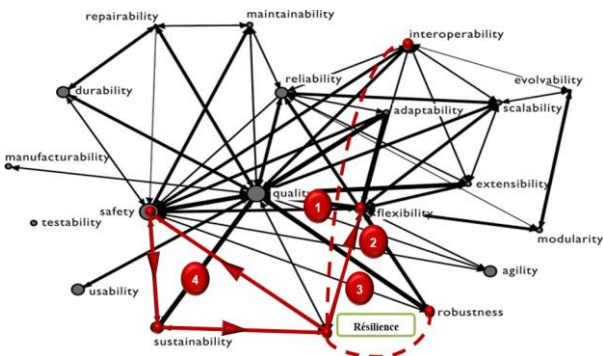 repairability
maintainability
interoperability
durability
reliability
evolvability
adaptability
scalability
manufacturability
quality
extensibility
safety
1
flexibility
testability
2
modularity
4
3
agility
usability
robustness
Résilience
sustainability